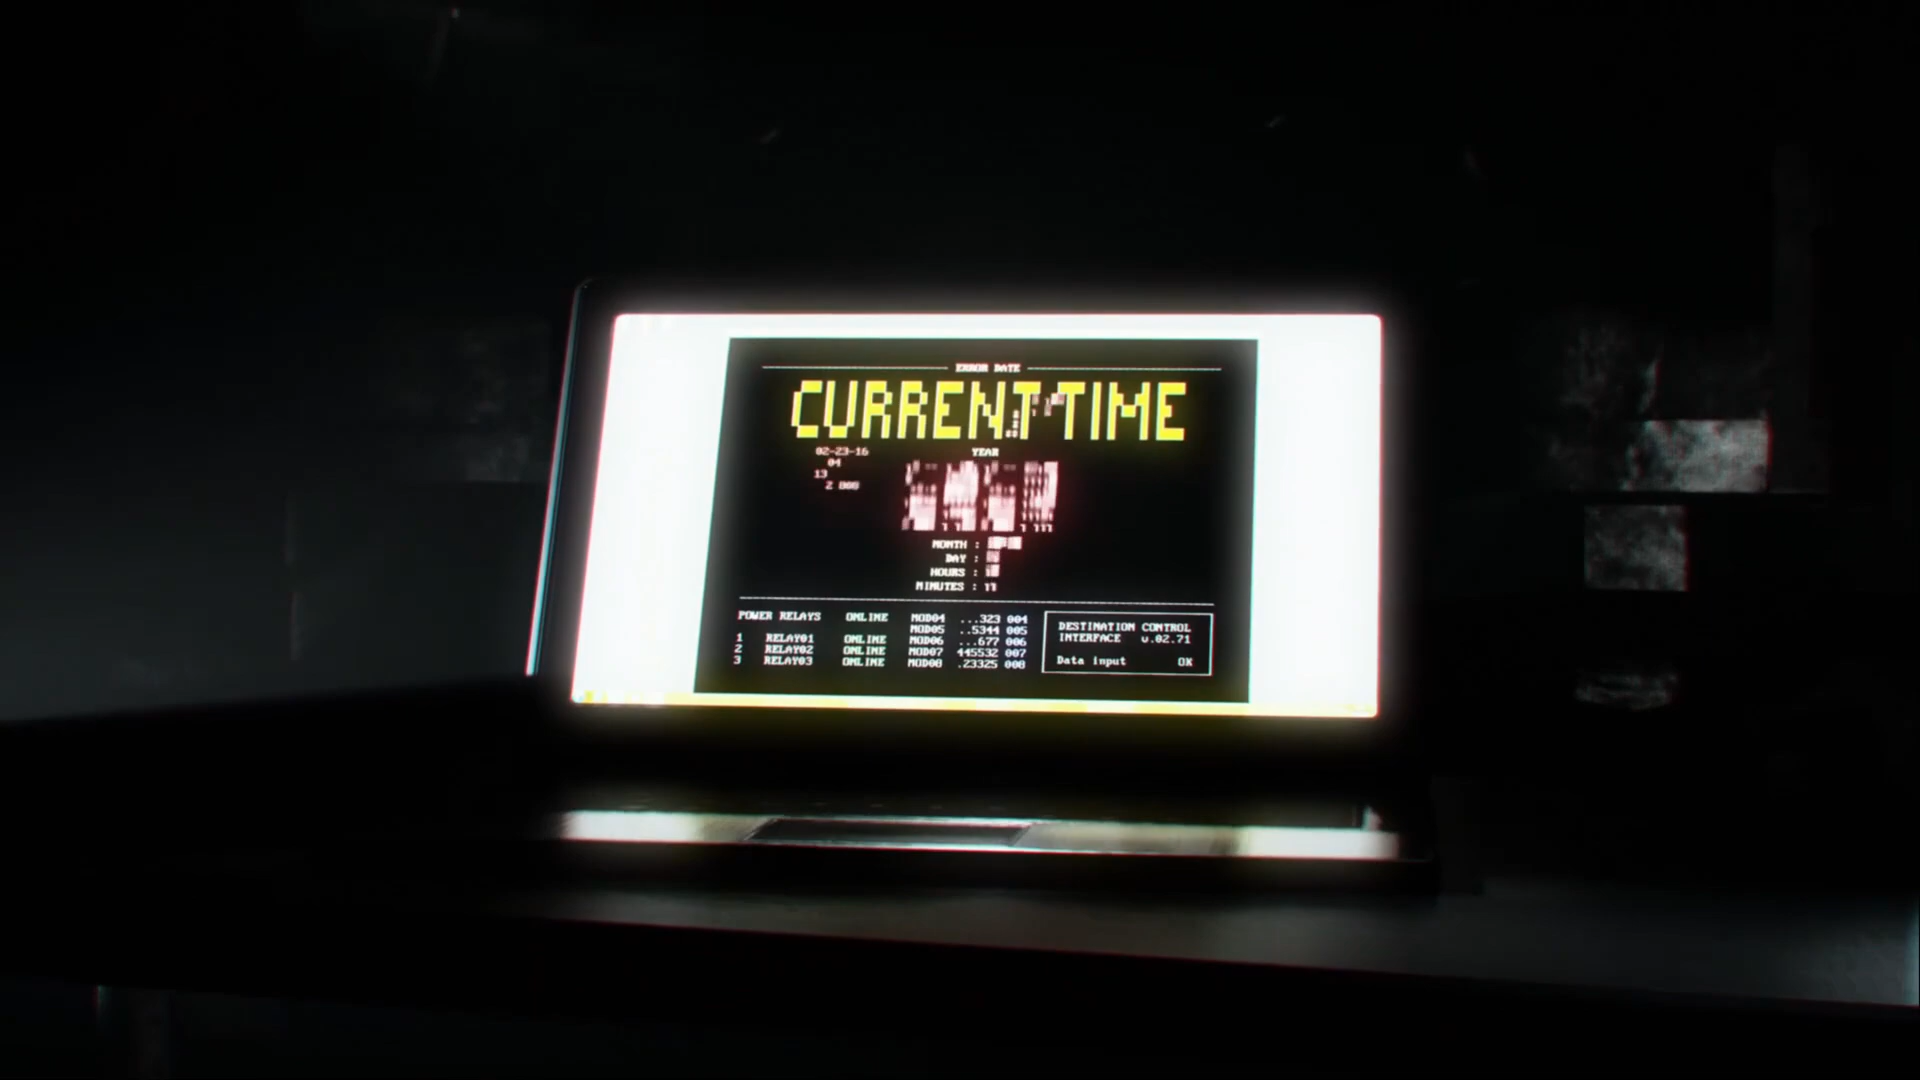 ERROR DATE
CURRENT TIME
02-23-16
04
13
Z 008
YEAR
MONTH :
DAY :
HOURS :
MINUTES : 11
POWER RELAYS ONLINE
1 RELAY01 ONLINE
2 RELAY02 ONLINE
3 RELAY03 ONLINE
MOD04 ...323 004
MOD05 ..5344 005
MOD06 ...677 006
MOD07 445532 007
MOD08 .23325 008
DESTINATION CONTROL
INTERFACE v.02.71
Data input OK